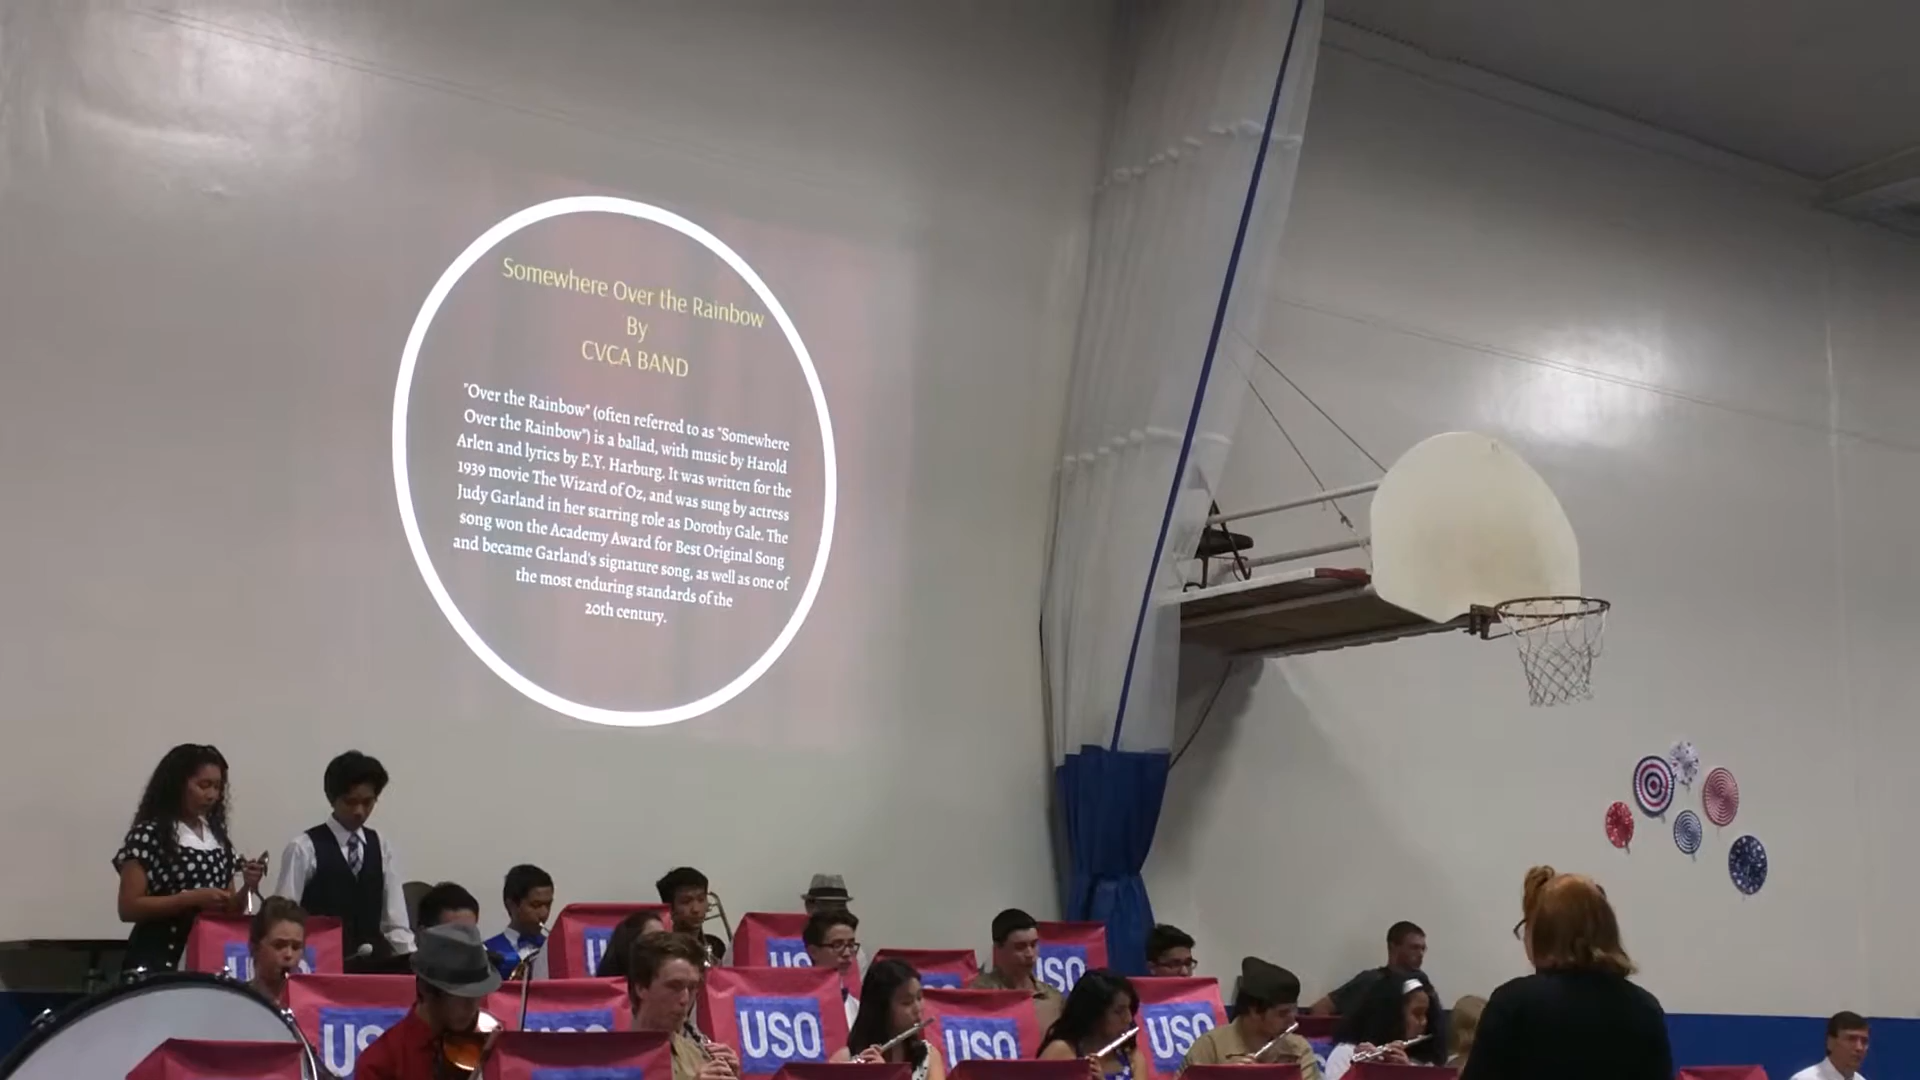 Somewhere Over the Rainbow
By
CVCA BAND
"Over the Rainbow" (often referred to as "Somewhere
Over the Rainbow") is a ballad, with music by Harold
Arlen and lyrics by E.Y. Harburg. It was written for the
1939 movie The Wizard of Oz, and was sung by actress
Judy Garland in her starring role as Dorothy Gale. The
song won the Academy Award for Best Original Song
and became Garland's signature song, as well as one of
the most enduring standards of the
20th century.
USO
USO
USO
USO